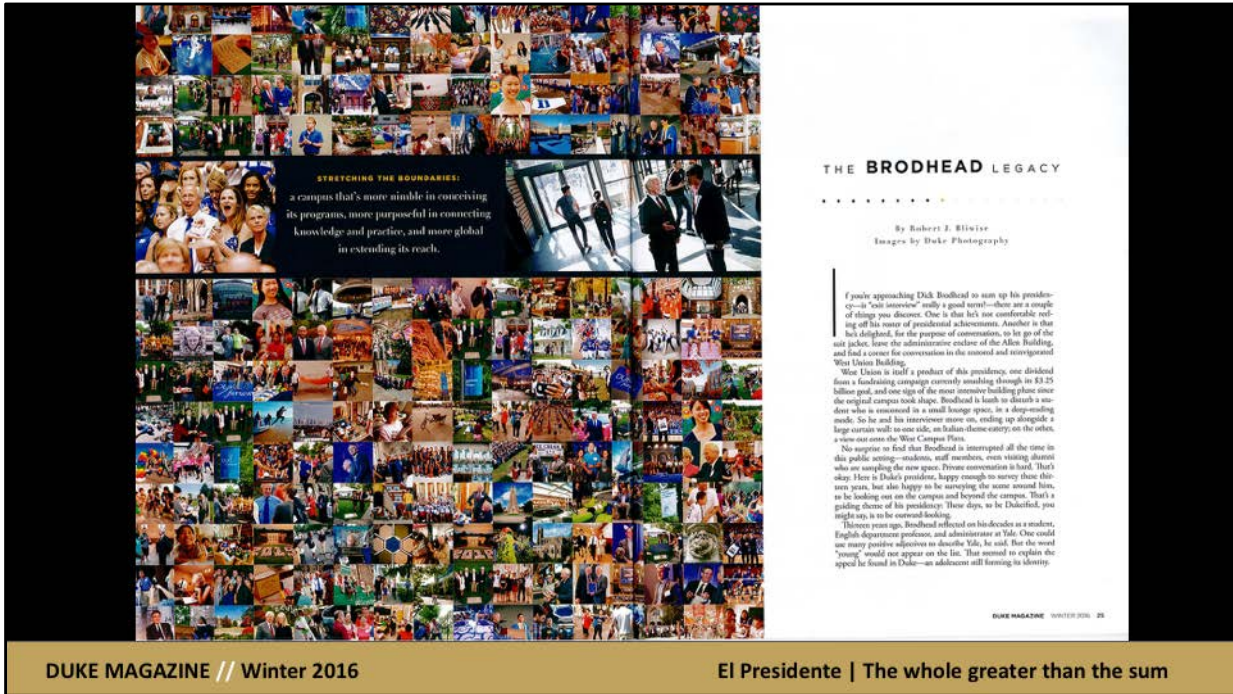 STRETCHING THE BOUNDARIES:
a campus that's more nimble in conceiving
its programs, more purposeful in connecting
knowledge and practice, and more global
in extending its reach.
THE BRODHEAD LEGACY
By Robert J. Bliwise
Images by Duke Photography
If you're approaching Dick Brodhead to sum up his presiden-
cy—is "exit interview" really a good term?—there are a couple
of things you discover. One is that he's not comfortable reel-
ing off his roster of presidential achievements. Another is that
he's delighted, for the purpose of conversation, to let go of the
suit jacket, leave the administrative enclave of the Allen Building,
and find a corner for conversation in the restored and reinvigorated
West Union Building.
West Union is itself a product of this presidency, one dividend
from a fundraising campaign currently smashing through its $3.25
billion goal, and one sign of the most intensive building phase since
the original campus took shape. Brodhead is loath to disturb a stu-
dent who is ensconced in a small lounge space, in a deep-reading
mode. So he and his interviewer move on, ending up alongside a
large curtain wall: to one side, an Italian-theme eatery; on the other,
a view out onto the West Campus Plaza.
No surprise to find that Brodhead is interrupted all the time in
this public setting—students, staff members, even visiting alumni
who are sampling the new space. Private conversation is hard. That's
okay. Here is Duke's president, happy enough to survey these thir-
teen years, but also happy to be surveying the scene around him,
to be looking out on the campus and beyond the campus. That's a
guiding theme of his presidency: These days, to be Dukeified, you
might say, is to be outward-looking.
Thirteen years ago, Brodhead reflected on his decades as a student,
English department professor, and administrator at Yale. One could
use many positive adjectives to describe Yale, he said. But the word
"young" would not appear on the list. That seemed to explain the
appeal he found in Duke—an adolescent still forming its identity.
DUKE MAGAZINE WINTER 2016 25
DUKE MAGAZINE // Winter 2016
El Presidente | The whole greater than the sum